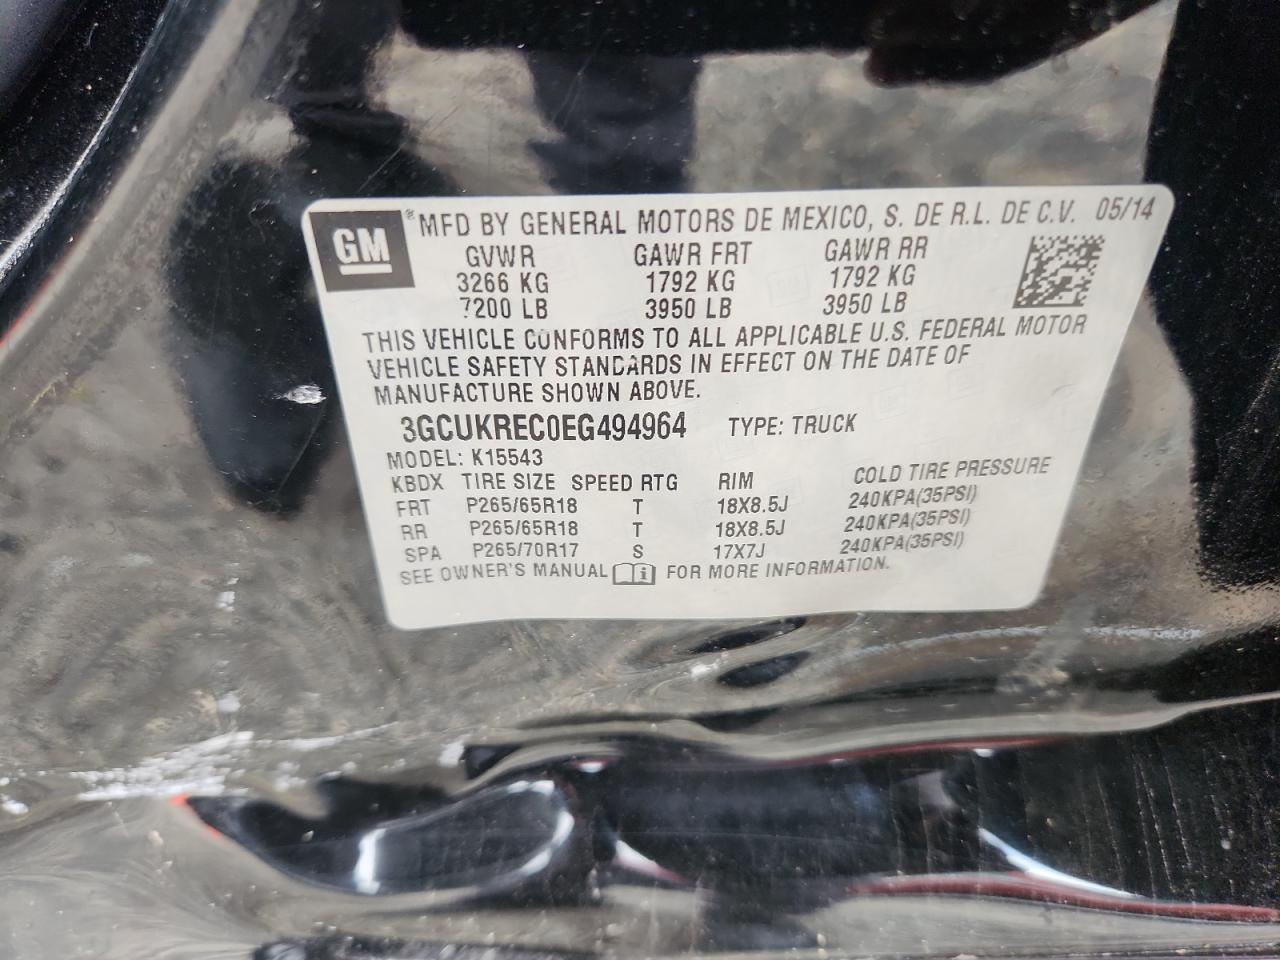 GM ® MFD BY GENERAL MOTORS DE MEXICO, S. DE R.L. DE C.V. 05/14
GVWR GAWR FRT GAWR RR
3266 KG 1792 KG 1792 KG
7200 LB 3950 LB 3950 LB
THIS VEHICLE CONFORMS TO ALL APPLICABLE U.S. FEDERAL MOTOR
VEHICLE SAFETY STANDARDS IN EFFECT ON THE DATE OF
MANUFACTURE SHOWN ABOVE.
3GCUKREC0EG494964 TYPE: TRUCK
MODEL: K15543
KBDX TIRE SIZE SPEED RTG RIM COLD TIRE PRESSURE
FRT P265/65R18 T 18X8.5J 240KPA(35PSI)
RR P265/65R18 T 18X8.5J 240KPA(35PSI)
SPA P265/70R17 S 17X7J 240KPA(35PSI)
SEE OWNER'S MANUAL FOR MORE INFORMATION.